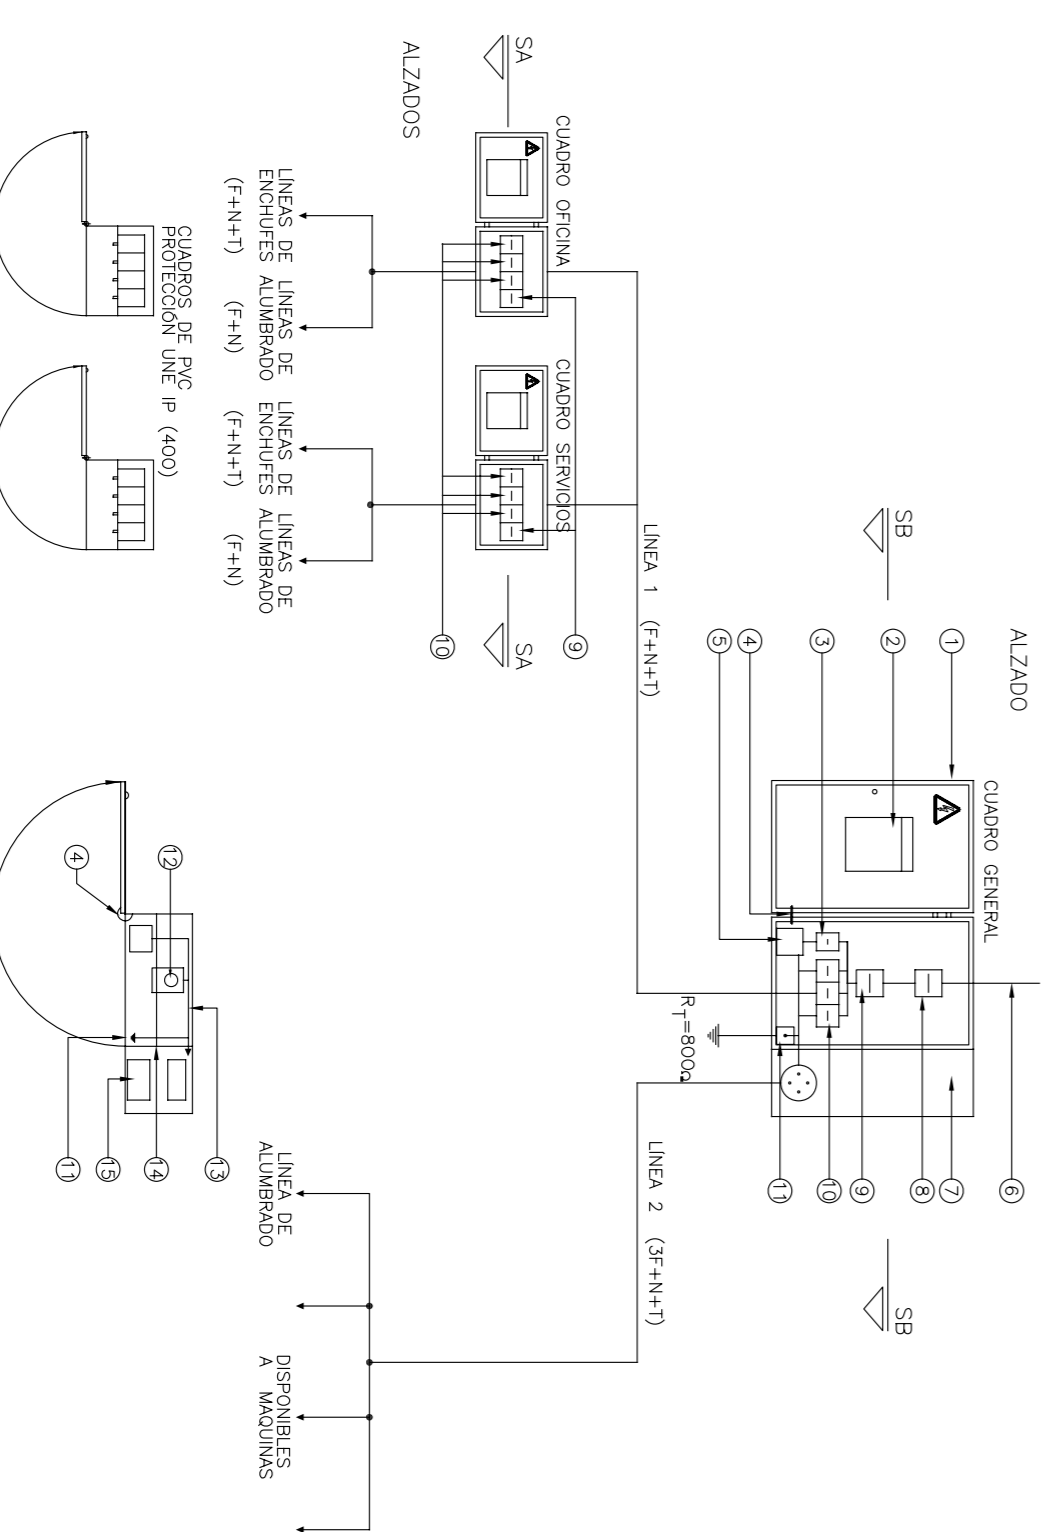 ALZADO
CUADRO GENERAL
1
2
3
4
5
6
7
8
9
10
11
SB
SB
R_T=800Ω
LÍNEA 1 (F+N+T)
LÍNEA 2 (3F+N+T)
ALZADOS
SA
SA
CUADRO OFICINA
CUADRO SERVICIOS
9
10
LÍNEAS DE
ENCHUFES
(F+N+T)
LÍNEAS DE
ALUMBRADO
(F+N)
LÍNEAS DE
ENCHUFES
(F+N+T)
LÍNEAS DE
ALUMBRADO
(F+N)
LÍNEA DE
ALUMBRADO
DISPONIBLES
A MAQUINAS
CUADROS DE PVC
PROTECCIÓN UNE IP (400)
12
4
13
14
15
11